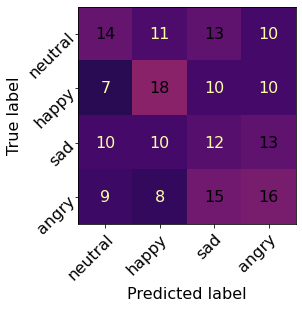 True label
neutral 14 11 13 10
happy 7 18 10 10
sad 10 10 12 13
angry 9 8 15 16
neutral happy sad angry
Predicted label